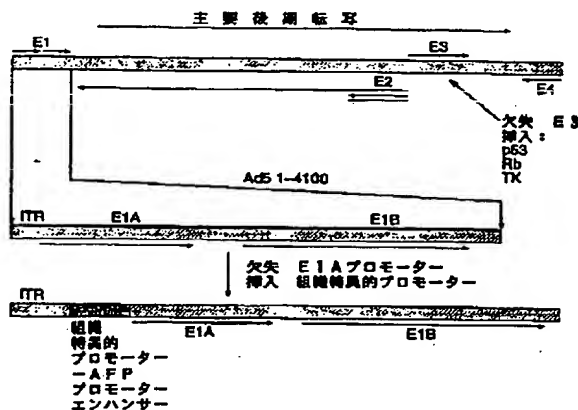 主要後期転写
E1
E3
E2
E4
欠失 E3
挿入：
p53
Rb
TK
Ad5 1-4100
ITR
E1A
E1B
欠失 E1Aプロモーター
挿入 組織特異的プロモーター
ITR
E1A
E1B
組織
特異的
プロモーター
－AFP
プロモーター
エンハンサー